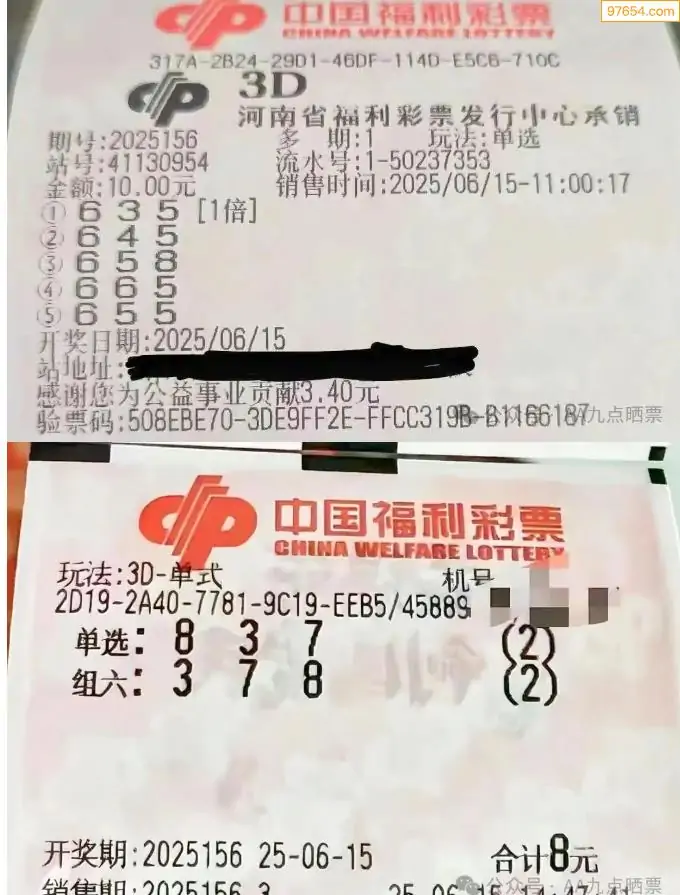 97654.com
中国福利彩票
CHINA WELFARE LOTTERY
317A-2B24-29D1-46DF-114D-E5C6-710C
3D
河南省福利彩票发行中心承销
期号:2025156 多 期:1 玩法:单选
站号:41130954 流水号:1-50237353
金额:10.00元 销售时间:2025/06/15-11:00:17
① 6 3 5 [1倍]
② 6 4 5
③ 6 5 8
④ 6 6 5
⑤ 6 5 5
开奖日期:2025/06/15
站地址:
感谢您为公益事业贡献3.40元
验票码:508EBE70-3DE9FF2E-FFCC319B-B1166187
公众号·AA九点晒票
中国福利彩票
CHINA WELFARE LOTTERY
玩法:3D-单式 机号
2D19-2A40-7781-9C19-EEB5/45889
单选: 8 3 7 (2)
组六: 3 7 8 (2)
开奖期:2025156 25-06-15 合计8元
公众号·AA九点晒票
销售期:2025156